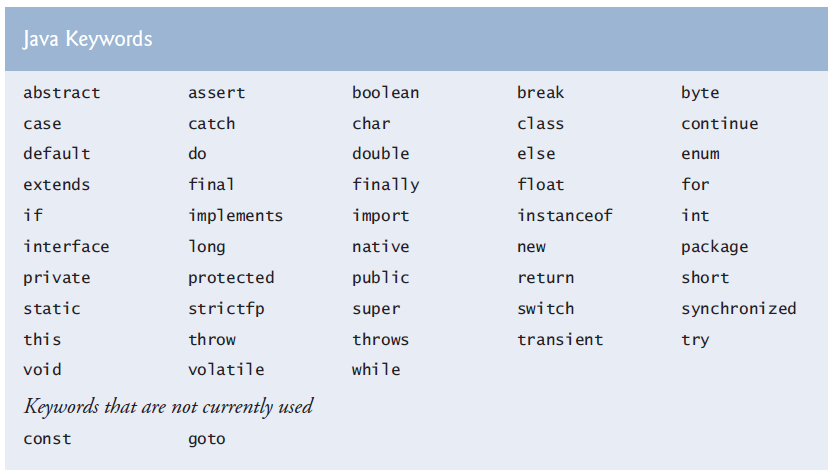 Java Keywords
abstract assert boolean break byte
case catch char class continue
default do double else enum
extends final finally float for
if implements import instanceof int
interface long native new package
private protected public return short
static strictfp super switch synchronized
this throw throws transient try
void volatile while
Keywords that are not currently used
const goto